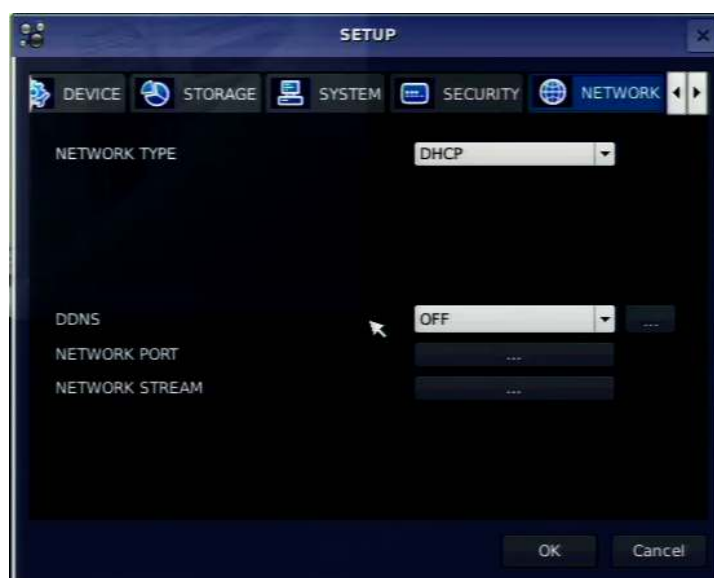 SETUP
DEVICE STORAGE SYSTEM SECURITY NETWORK
NETWORK TYPE DHCP
DDNS OFF ...
NETWORK PORT ...
NETWORK STREAM ...
OK Cancel